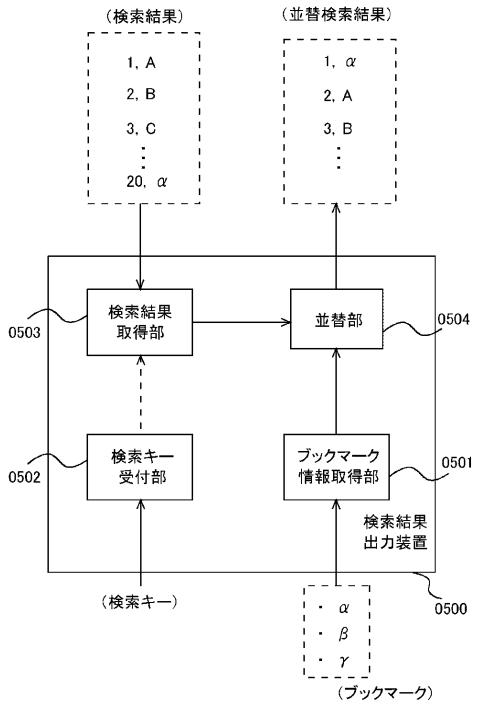 (検索結果)
1, A
2, B
3, C
20, α
(並替検索結果)
1, α
2, A
3, B
検索結果
取得部
0503
並替部
0504
検索キー
受付部
0502
ブックマーク
情報取得部
0501
検索結果
出力装置
0500
(検索キー)
・ α
・ β
・ γ
(ブックマーク)